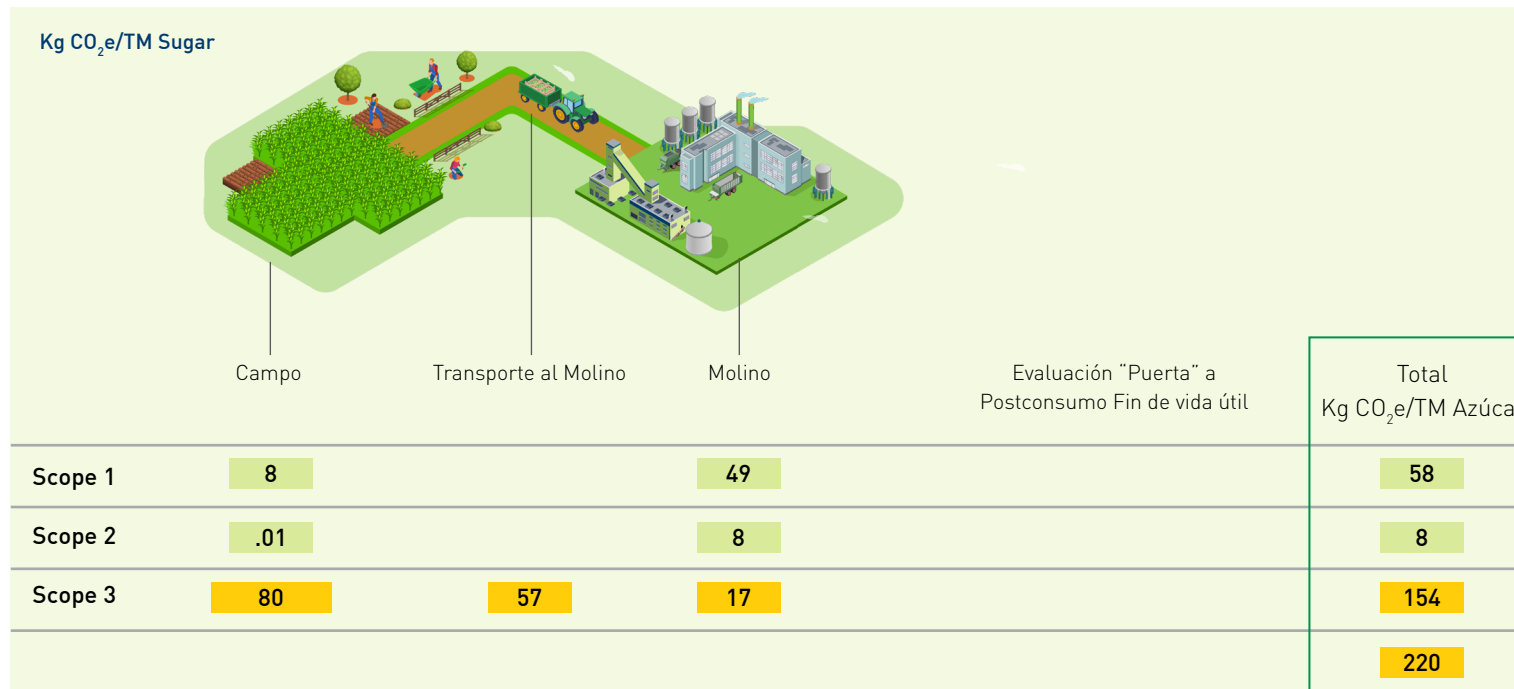 Kg CO₂e/TM Sugar
Campo
Transporte al Molino
Molino
Evaluación “Puerta” a
Postconsumo Fin de vida útil
Total
Kg CO₂e/TM Azúca
Scope 1
8
49
58
Scope 2
.01
8
8
Scope 3
80
57
17
154
220